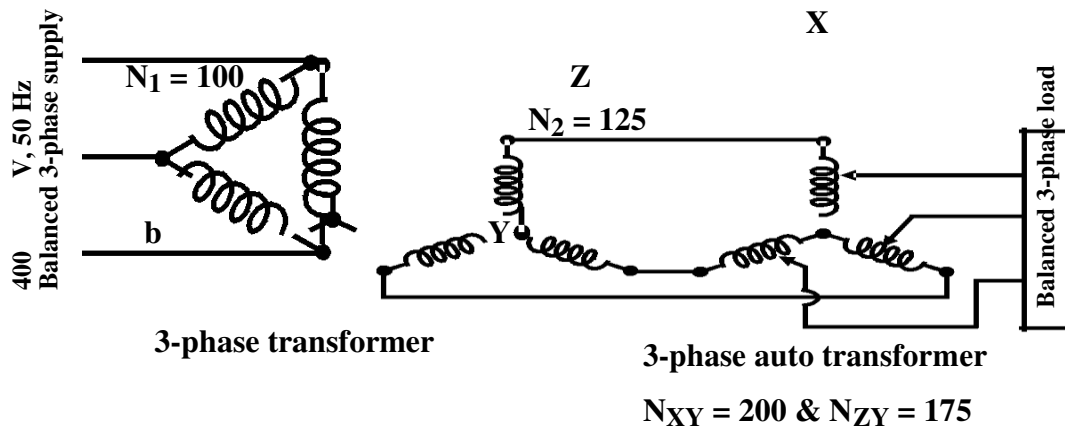 400 V, 50 Hz
Balanced 3-phase supply
N1 = 100
b
X
Z
N2 = 125
Y
Balanced 3-phase load
3-phase transformer
3-phase auto transformer
NXY = 200 & NZY = 175